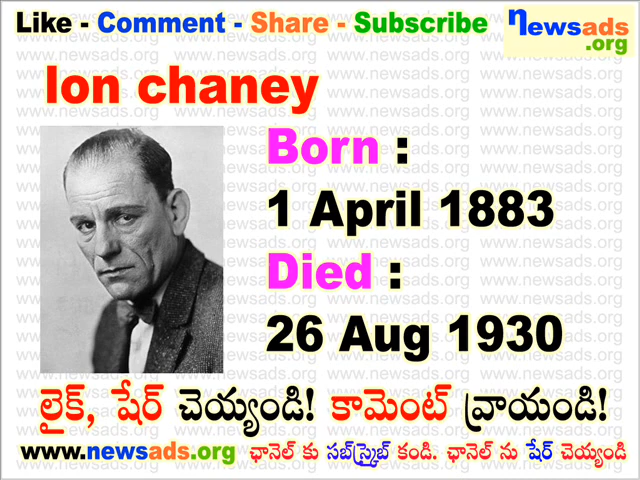 Like - Comment - Share - Subscribe
newsads
.org
lon chaney
Born :
1 April 1883
Died :
26 Aug 1930
లైక్, షేర్ చెయ్యండి! కామెంట్ వ్రాయండి!
www.newsads.org ఛానెల్ కు సబ్‌స్క్రైబ్ కండి. ఛానెల్ ను షేర్ చెయ్యండి